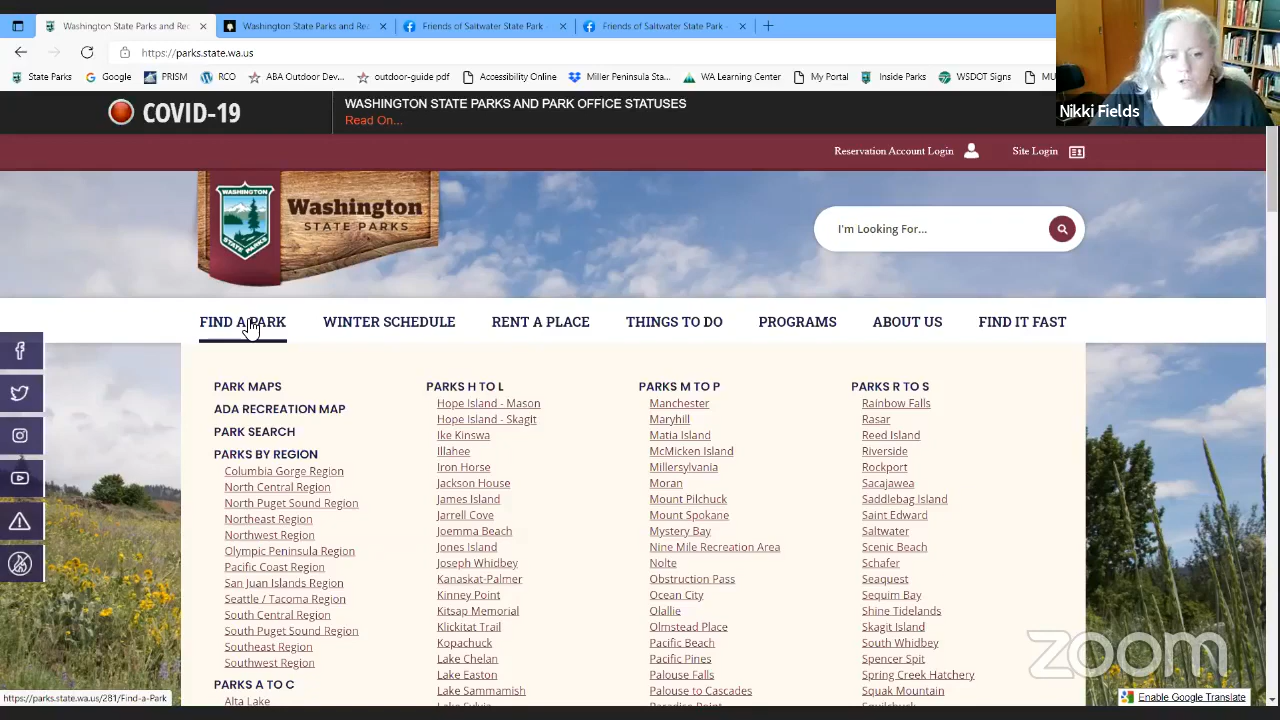 Washington State Parks and Rec
Washington State Parks and Re
Friends of Saltwater State Park -
Friends of Saltwater State Park -
https://parks.state.wa.us
State Parks
Google
PRISM
RCO
ABA Outdoor Dev...
outdoor-guide pdf
Accessibility Online
Miller Peninsula Sta...
WA Learning Center
My Portal
Inside Parks
WSDOT Signs
MU
Nikki Fields
COVID-19
WASHINGTON STATE PARKS AND PARK OFFICE STATUSES
Read On...
Reservation Account Login
Site Login
WASHINGTON
STATE PARKS
Washington
STATE PARKS
I'm Looking For...
FIND A PARK
WINTER SCHEDULE
RENT A PLACE
THINGS TO DO
PROGRAMS
ABOUT US
FIND IT FAST
PARK MAPS
ADA RECREATION MAP
PARK SEARCH
PARKS BY REGION
Columbia Gorge Region
North Central Region
North Puget Sound Region
Northeast Region
Northwest Region
Olympic Peninsula Region
Pacific Coast Region
San Juan Islands Region
Seattle / Tacoma Region
South Central Region
South Puget Sound Region
Southeast Region
Southwest Region
PARKS A TO C
Alta Lake
PARKS H TO L
Hope Island - Mason
Hope Island - Skagit
Ike Kinswa
Illahee
Iron Horse
Jackson House
James Island
Jarrell Cove
Joemma Beach
Jones Island
Joseph Whidbey
Kanaskat-Palmer
Kinney Point
Kitsap Memorial
Klickitat Trail
Kopachuck
Lake Chelan
Lake Easton
Lake Sammamish
Lake Sylvia
PARKS M TO P
Manchester
Maryhill
Matia Island
McMicken Island
Millersylvania
Moran
Mount Pilchuck
Mount Spokane
Mystery Bay
Nine Mile Recreation Area
Nolte
Obstruction Pass
Ocean City
Olallie
Olmstead Place
Pacific Beach
Pacific Pines
Palouse Falls
Palouse to Cascades
Paradise Point
PARKS R TO S
Rainbow Falls
Rasar
Reed Island
Riverside
Rockport
Sacajawea
Saddlebag Island
Saint Edward
Saltwater
Scenic Beach
Schafer
Seaquest
Sequim Bay
Shine Tidelands
Skagit Island
South Whidbey
Spencer Spit
Spring Creek Hatchery
Squak Mountain
Squilchuck
zoom
https://parks.state.wa.us/281/Find-a-Park
Enable Google Translate